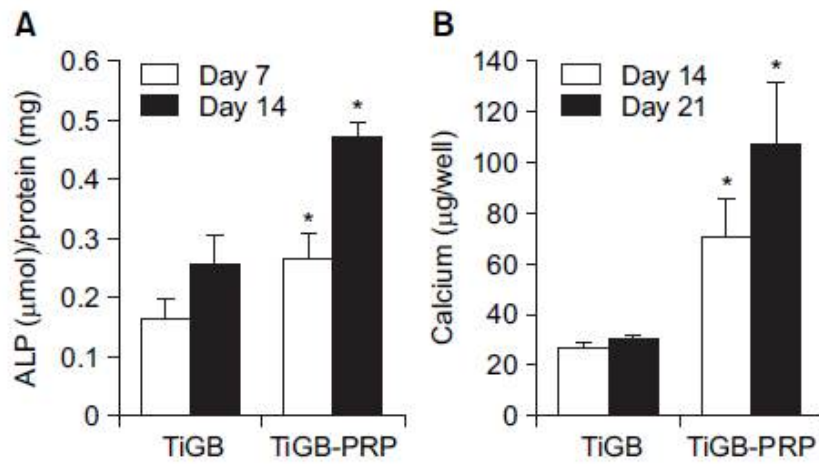 A
ALP (μmol)/protein (mg)
0.6
0.5
0.4
0.3
0.2
0.1
0
Day 7
Day 14
*
*
TiGB
TiGB-PRP
B
Calcium (μg/well)
140
120
100
80
60
40
20
0
Day 14
Day 21
*
*
TiGB
TiGB-PRP